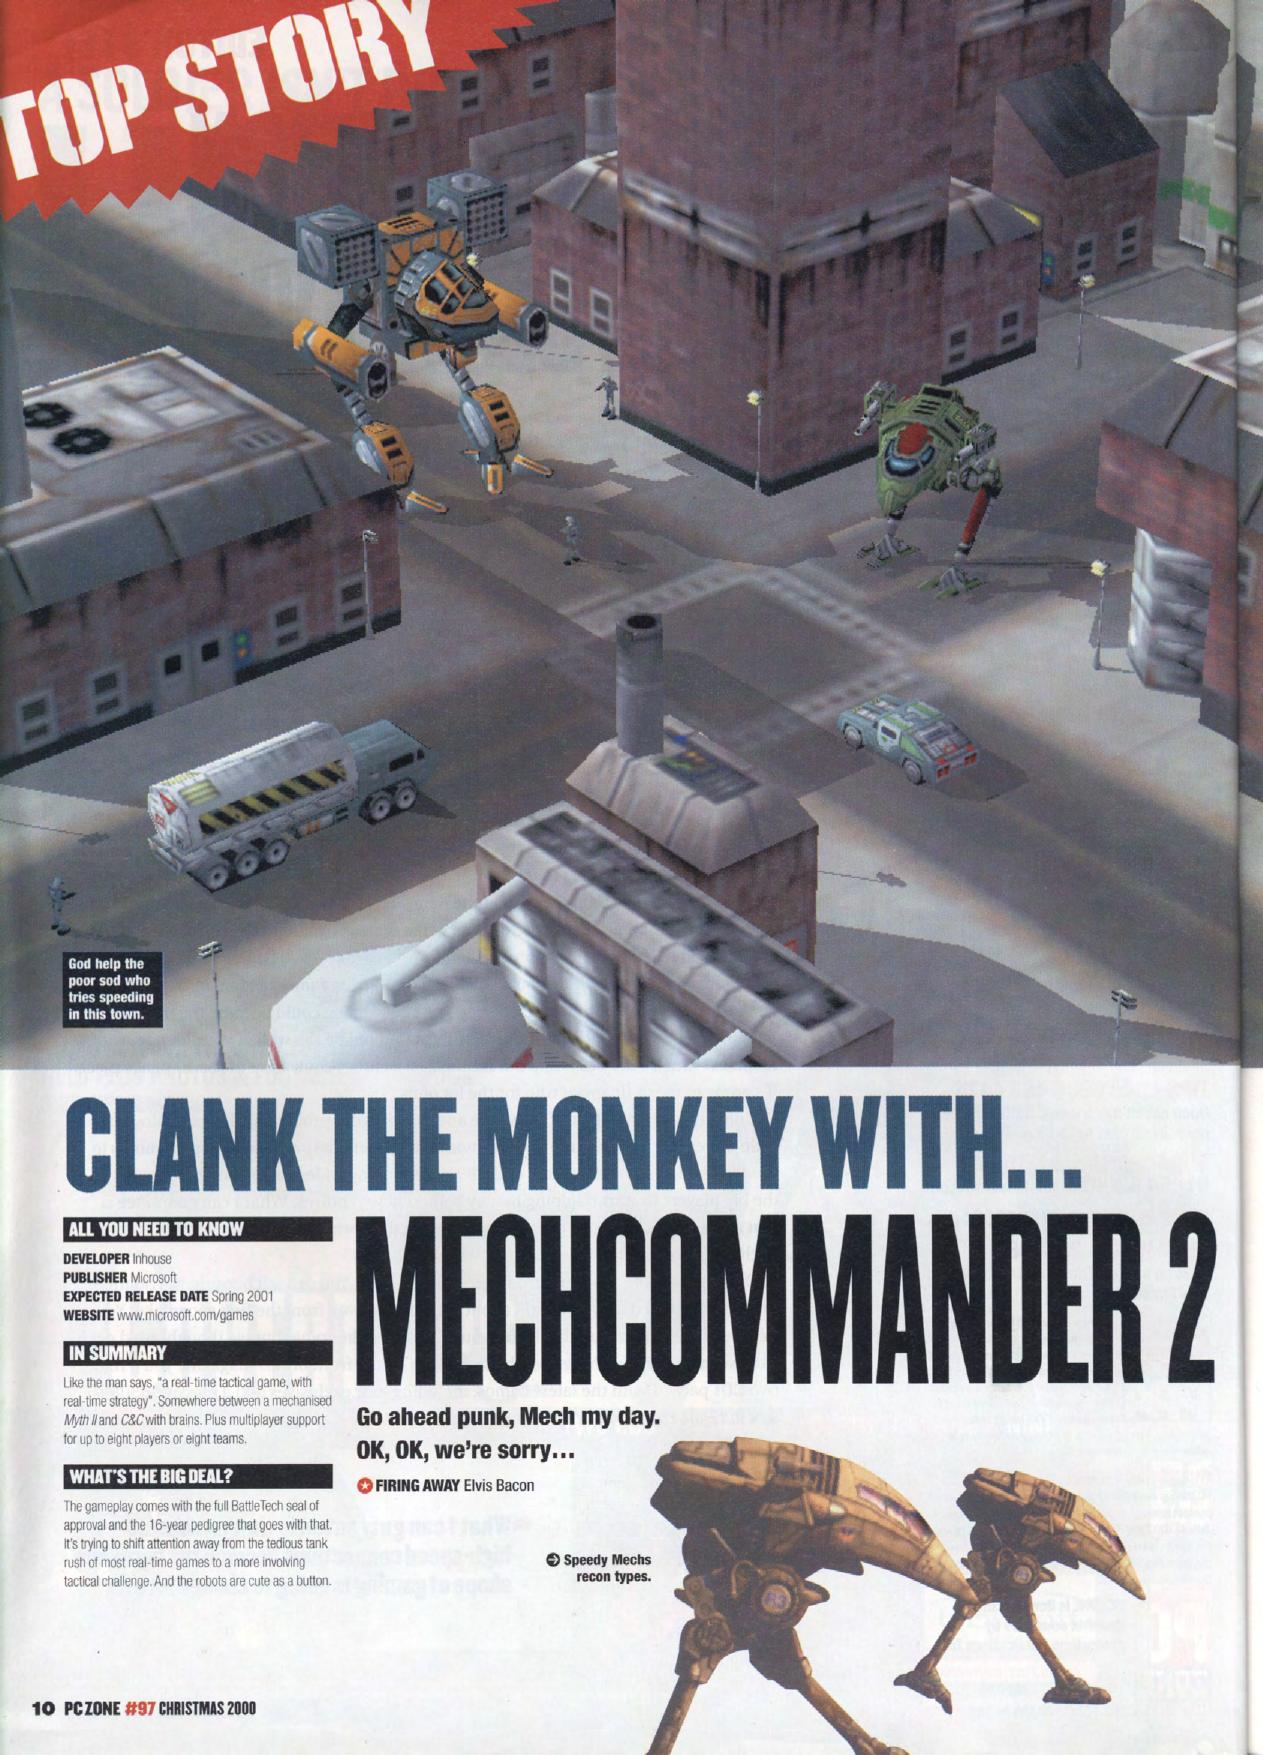 TOP STORY
God help the
poor sod who
tries speeding
in this town.
CLANK THE MONKEY WITH...
MECHCOMMANDER 2
ALL YOU NEED TO KNOW
DEVELOPER Inhouse
PUBLISHER Microsoft
EXPECTED RELEASE DATE Spring 2001
WEBSITE www.microsoft.com/games
IN SUMMARY
Like the man says, "a real-time tactical game, with
real-time strategy". Somewhere between a mechanised
Myth II and C&C with brains. Plus multiplayer support
for up to eight players or eight teams.
WHAT'S THE BIG DEAL?
The gameplay comes with the full BattleTech seal of
approval and the 16-year pedigree that goes with that.
It's trying to shift attention away from the tedious tank
rush of most real-time games to a more involving
tactical challenge. And the robots are cute as a button.
Go ahead punk, Mech my day.
OK, OK, we're sorry...
FIRING AWAY Elvis Bacon
Speedy Mechs
recon types.
10 PC ZONE #97 CHRISTMAS 2000